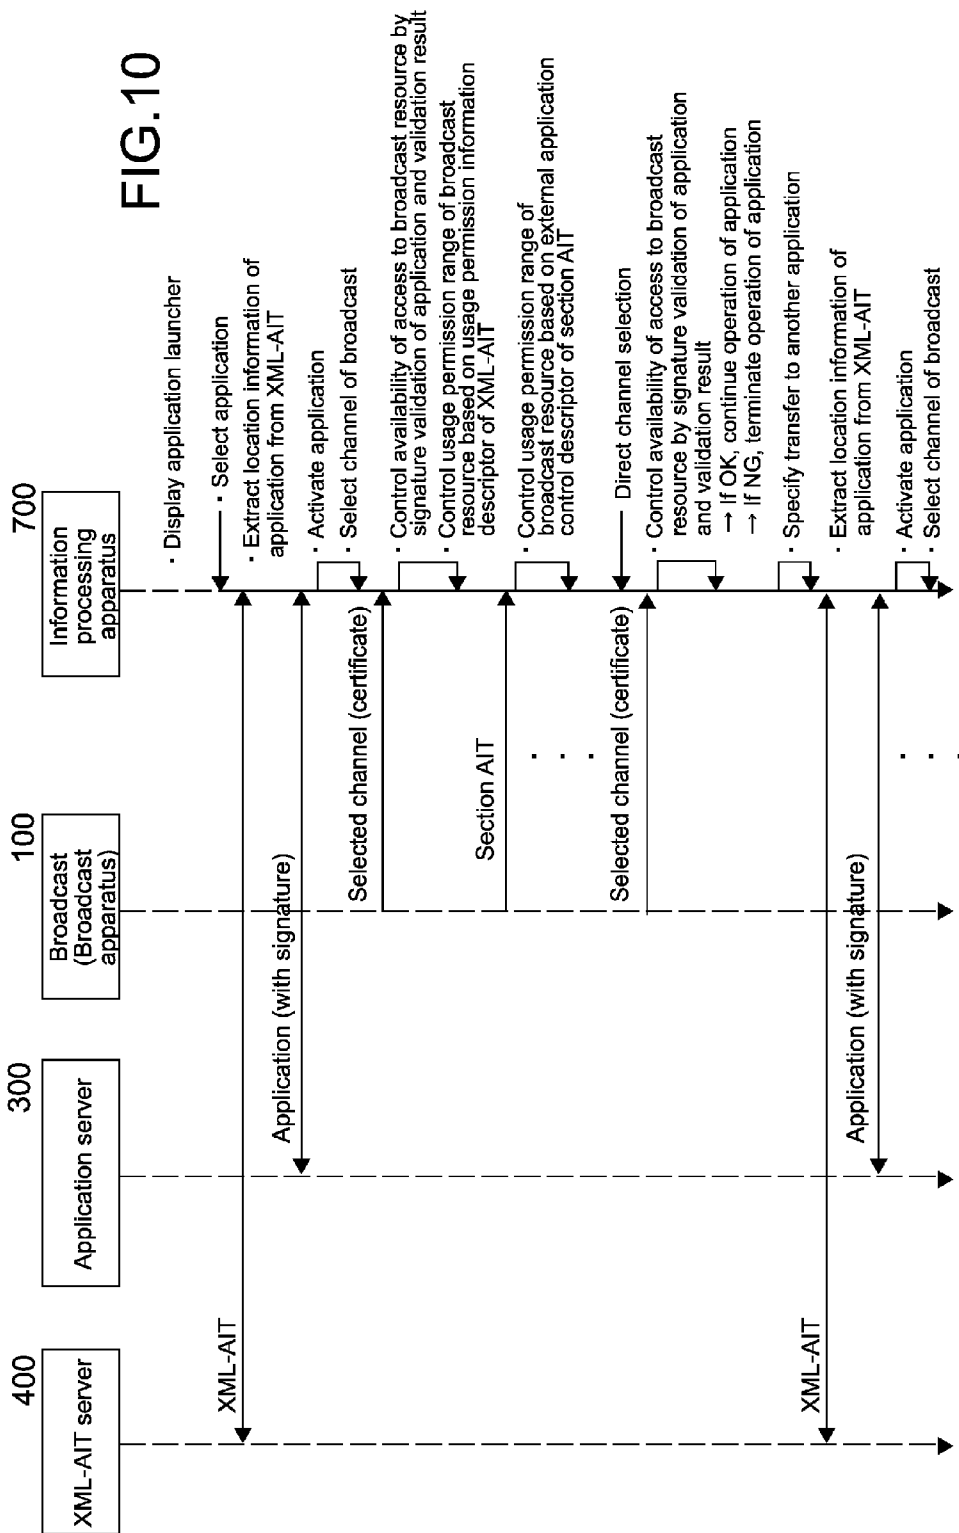 FIG.10
400
XML-AIT server
300
Application server
100
Broadcast
(Broadcast
apparatus)
700
Information
processing
apparatus
· Display application launcher
· Select application
XML-AIT
· Extract location information of
application from XML-AIT
Application (with signature)
· Activate application
· Select channel of broadcast
Selected channel (certificate)
· Control availability of access to broadcast resource by
signature validation of application and validation result
· Control usage permission range of broadcast
resource based on usage permission information
descriptor of XML-AIT
Section AIT
· Control usage permission range of
broadcast resource based on external application
control descriptor of section AIT
· · ·
· Direct channel selection
Selected channel (certificate)
· Control availability of access to broadcast
resource by signature validation of application
and validation result
→ If OK, continue operation of application
→ If NG, terminate operation of application
· Specify transfer to another application
XML-AIT
· Extract location information of
application from XML-AIT
Application (with signature)
· Activate application
· Select channel of broadcast
· · ·